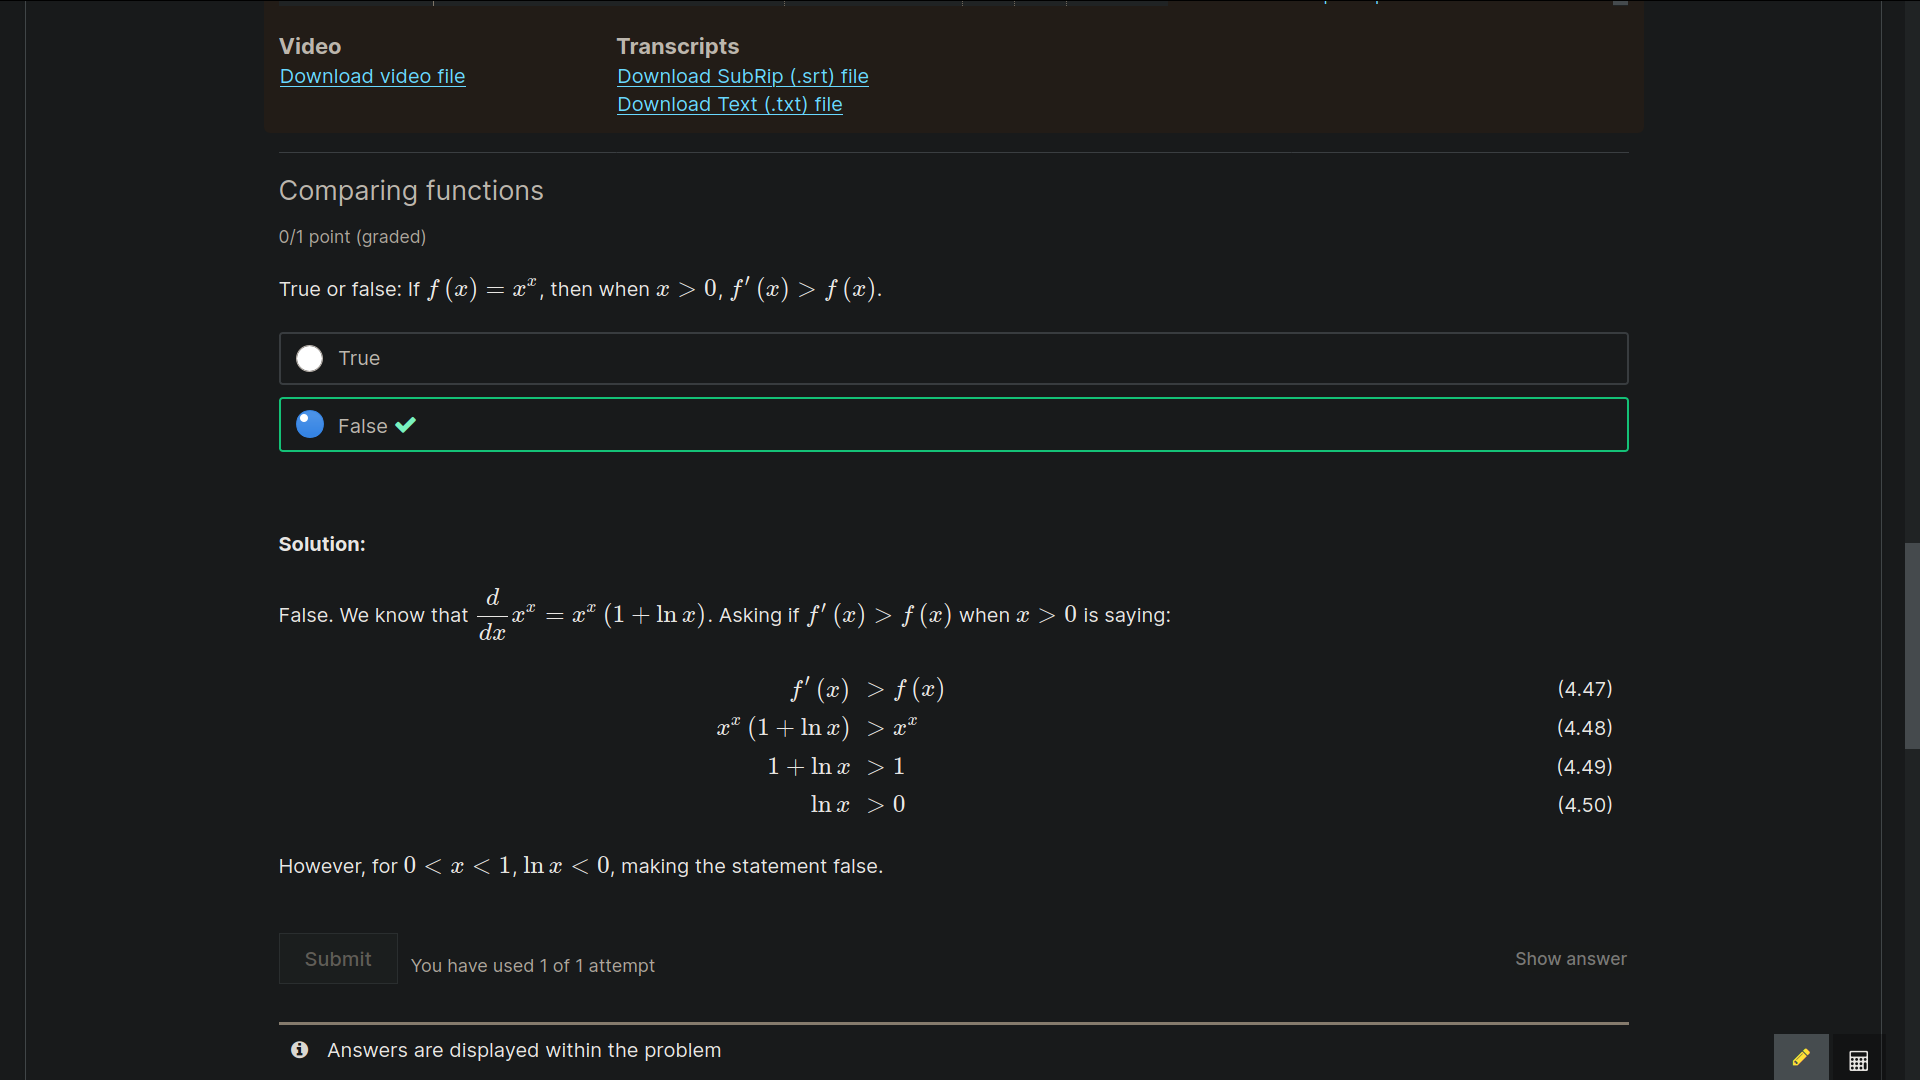 Video
Transcripts
Download video file
Download SubRip (.srt) file
Download Text (.txt) file
Comparing functions
0/1 point (graded)
True or false: If f (x) = x^x, then when x > 0, f′ (x) > f (x).
True
False ✔
Solution:
False. We know that d/dx x^x = x^x (1 + ln x). Asking if f′ (x) > f (x) when x > 0 is saying:
f′ (x) > f (x) (4.47)
x^x (1 + ln x) > x^x (4.48)
1 + ln x > 1 (4.49)
ln x > 0 (4.50)
However, for 0 < x < 1, ln x < 0, making the statement false.
Submit
You have used 1 of 1 attempt
Show answer
Answers are displayed within the problem